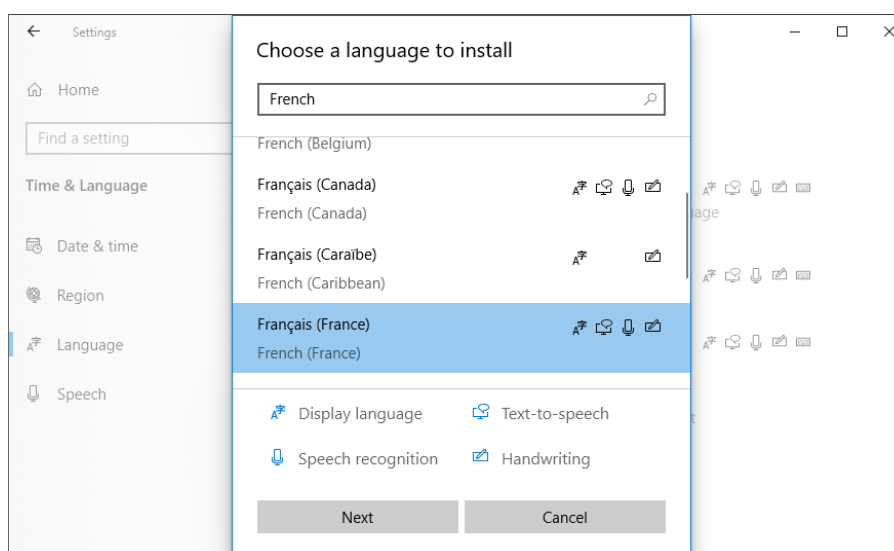 Settings
Home
Find a setting
Time & Language
Date & time
Region
Language
Speech
Choose a language to install
French
French (Belgium)
Français (Canada)
French (Canada)
Français (Caraïbe)
French (Caribbean)
Français (France)
French (France)
Display language
Text-to-speech
Speech recognition
Handwriting
Next
Cancel